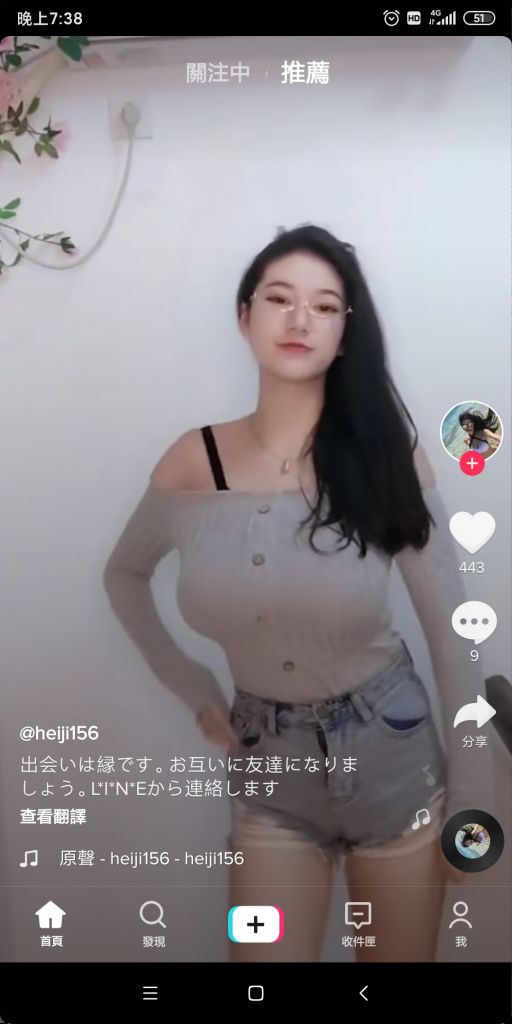 晚上7:38
HD
4G
51
關注中
推薦
443
9
分享
@heiji156
出会いは縁です。お互いに友達になりま
しょう。L*I*N*Eから連絡します
查看翻譯
原聲 - heiji156 - heiji156
首頁
發現
收件匣
我